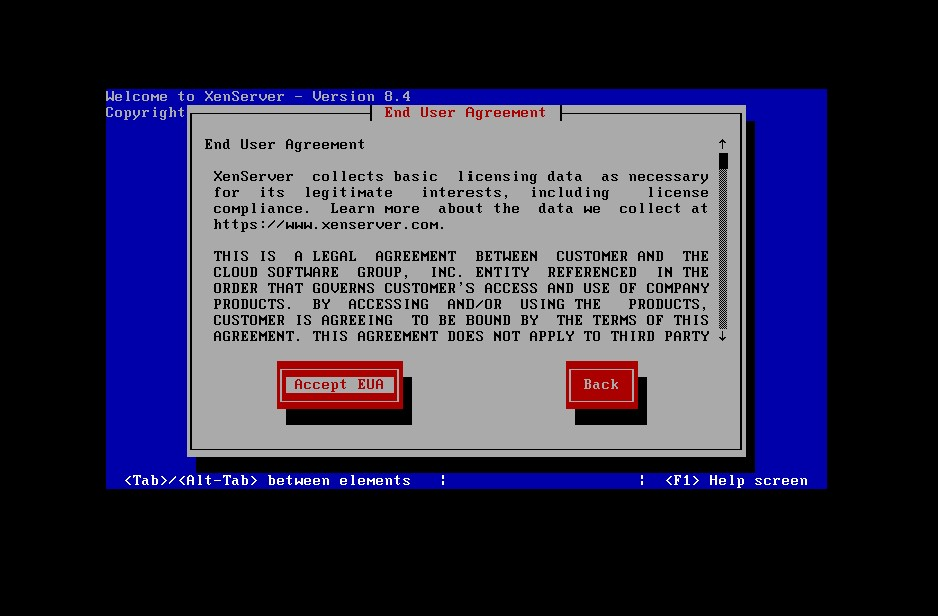 Welcome to XenServer - Version 8.4
Copyright
End User Agreement
End User Agreement
XenServer collects basic licensing data as necessary
for its legitimate interests, including license
compliance. Learn more about the data we collect at
https://www.xenserver.com.
THIS IS A LEGAL AGREEMENT BETWEEN CUSTOMER AND THE
CLOUD SOFTWARE GROUP, INC. ENTITY REFERENCED IN THE
ORDER THAT GOVERNS CUSTOMER'S ACCESS AND USE OF COMPANY
PRODUCTS. BY ACCESSING AND/OR USING THE PRODUCTS,
CUSTOMER IS AGREEING TO BE BOUND BY THE TERMS OF THIS
AGREEMENT. THIS AGREEMENT DOES NOT APPLY TO THIRD PARTY
Accept EUA
Back
<Tab>/<Alt-Tab> between elements ¦ ¦ <F1> Help screen